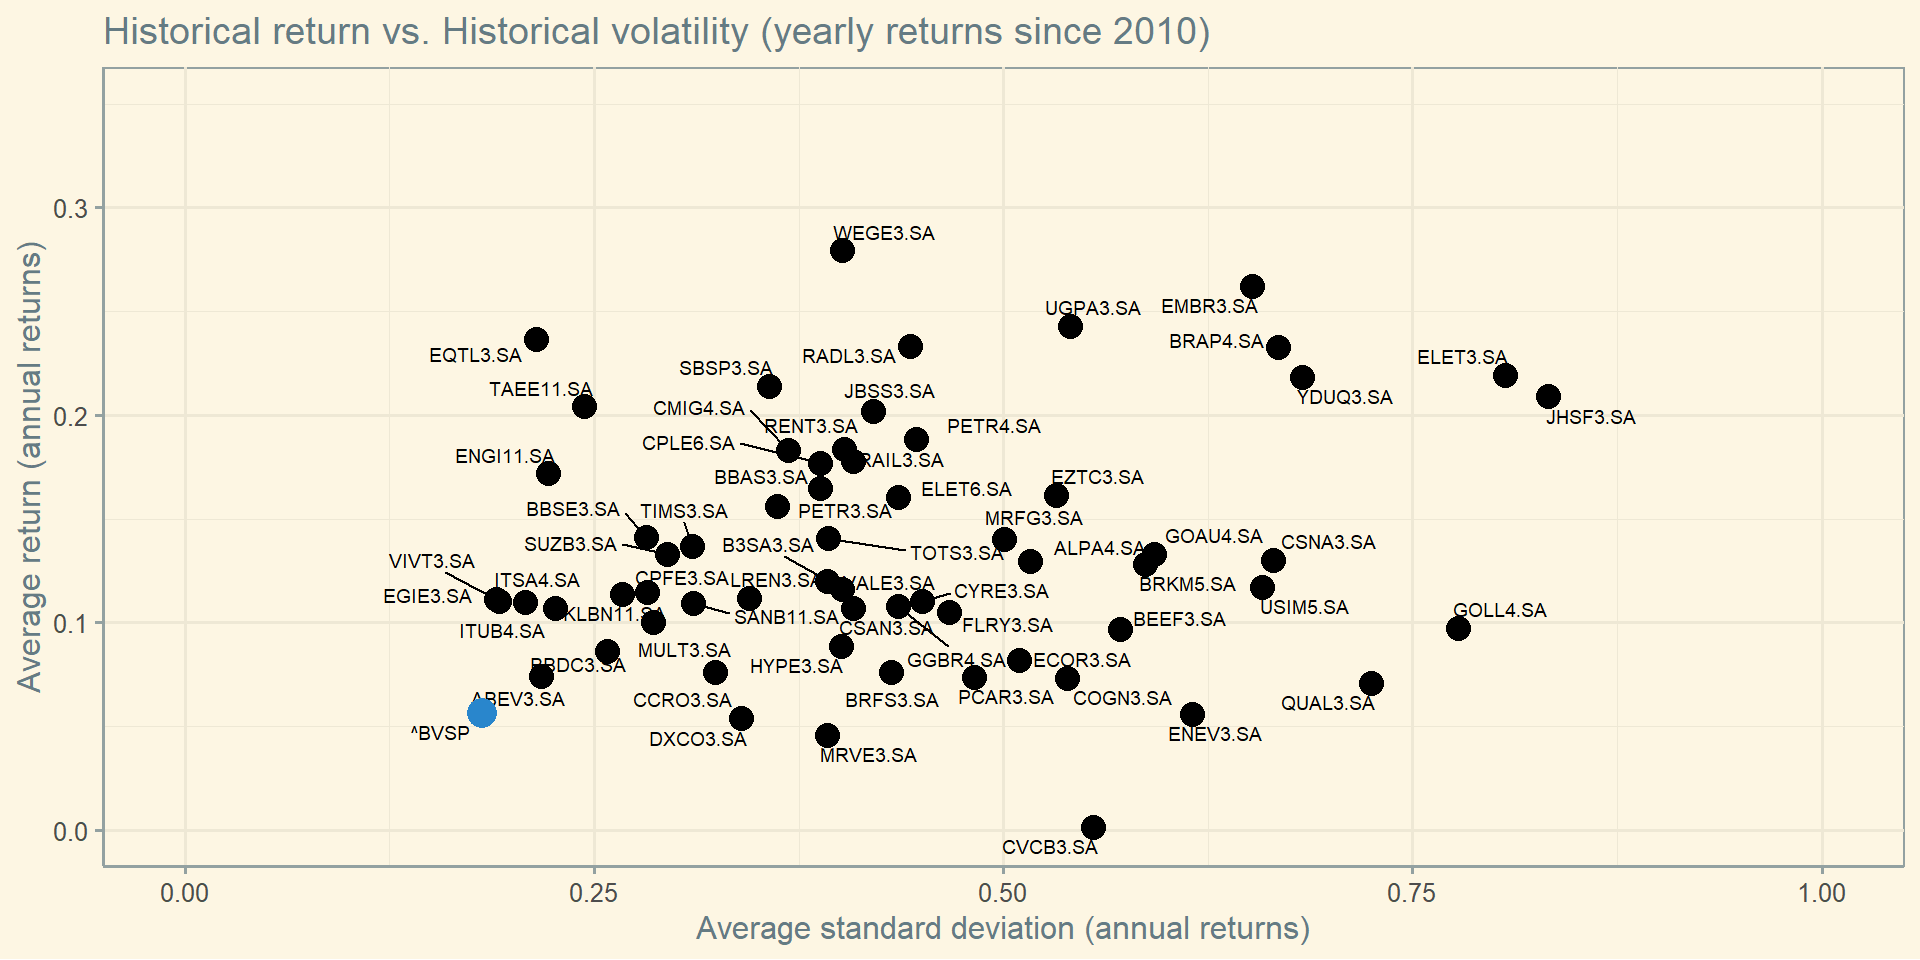 Historical return vs. Historical volatility (yearly returns since 2010)
Average return (annual returns)
0.3
0.2
0.1
0.0
WEGE3.SA
EMBR3.SA
UGPA3.SA
EQTL3.SA
RADL3.SA
BRAP4.SA
ELET3.SA
SBSP3.SA
TAEE11.SA
JBSS3.SA
YDUQ3.SA
CMIG4.SA
JHSF3.SA
RENT3.SA
PETR4.SA
CPLE6.SA
ENGI11.SA
RAIL3.SA
BBAS3.SA
EZTC3.SA
ELET6.SA
BBSE3.SA
TIMS3.SA
PETR3.SA
MRFG3.SA
SUZB3.SA
B3SA3.SA
TOTS3.SA
ALPA4.SA
GOAU4.SA
CSNA3.SA
VIVT3.SA
ITSA4.SA
CPFE3.SA
LREN3.SA
VALE3.SA
BRKM5.SA
EGIE3.SA
CYRE3.SA
USIM5.SA
KLBN11.SA
SANB11.SA
GOLL4.SA
ITUB4.SA
CSAN3.SA
FLRY3.SA
BEEF3.SA
BBDC3.SA
MULT3.SA
HYPE3.SA
GGBR4.SA
ECOR3.SA
ABEV3.SA
CCRO3.SA
BRFS3.SA
PCAR3.SA
COGN3.SA
QUAL3.SA
^BVSP
DXCO3.SA
MRVE3.SA
ENEV3.SA
CVCB3.SA
0.00
0.25
0.50
0.75
1.00
Average standard deviation (annual returns)